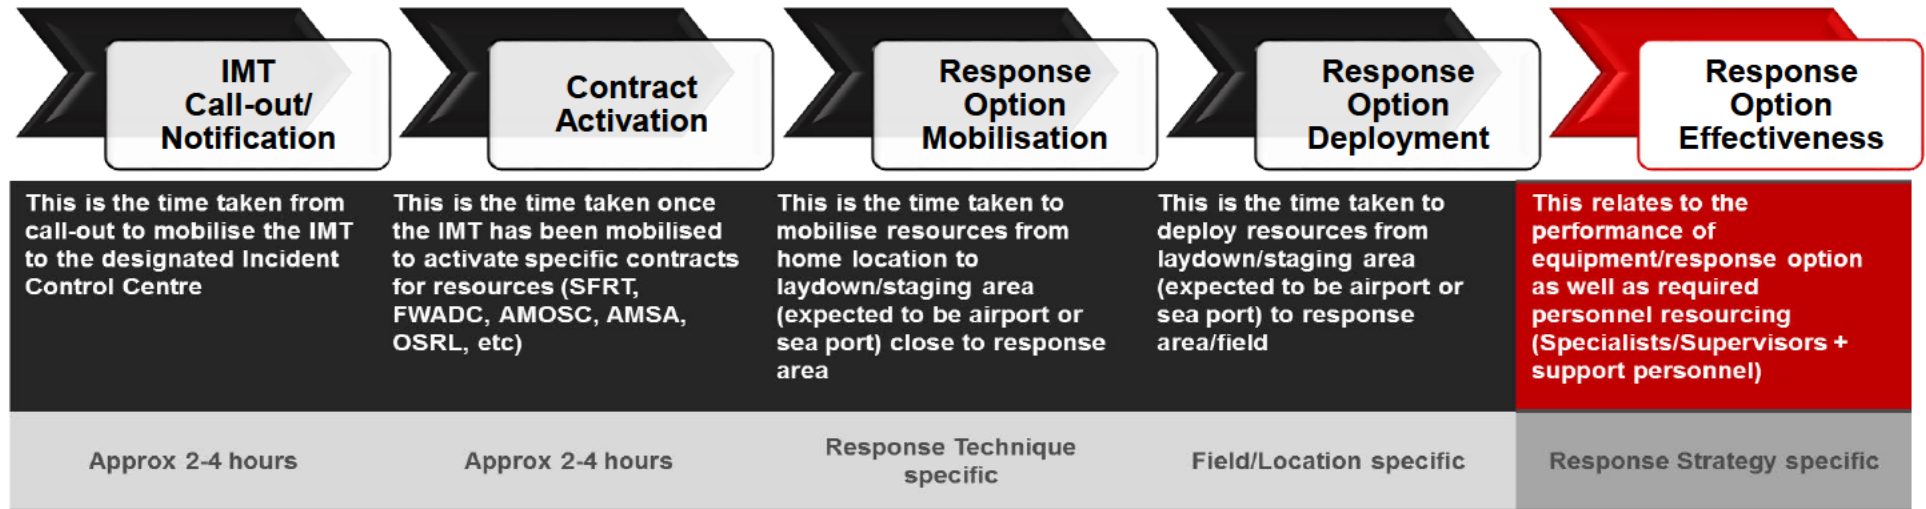 IMT
Call-out/
Notification
Contract
Activation
Response
Option
Mobilisation
Response
Option
Deployment
Response
Option
Effectiveness
This is the time taken from
call-out to mobilise the IMT
to the designated Incident
Control Centre
This is the time taken once
the IMT has been mobilised
to activate specific contracts
for resources (SFRT,
FWADC, AMOSC, AMSA,
OSRL, etc)
This is the time taken to
mobilise resources from
home location to
laydown/staging area
(expected to be airport or
sea port) close to response
area
This is the time taken to
deploy resources from
laydown/staging area
(expected to be airport or
sea port) to response
area/field
This relates to the
performance of
equipment/response option
as well as required
personnel resourcing
(Specialists/Supervisors +
support personnel)
Approx 2-4 hours
Approx 2-4 hours
Response Technique
specific
Field/Location specific
Response Strategy specific